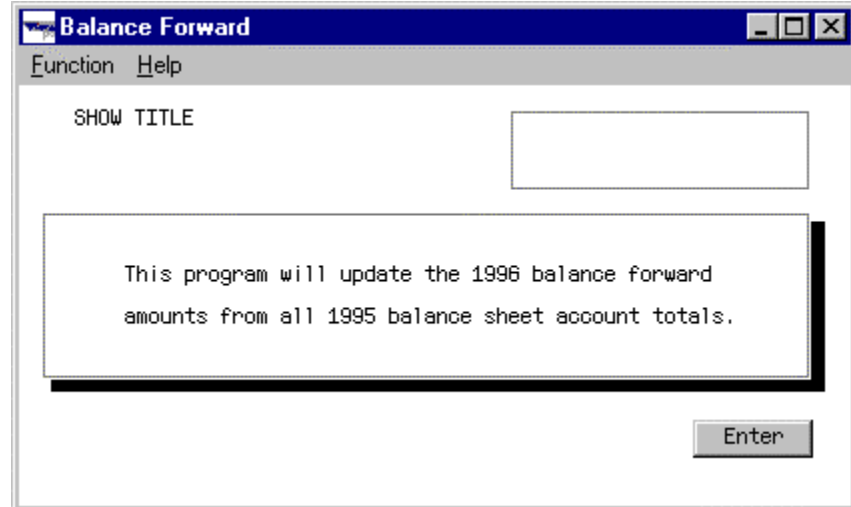 Balance Forward
Function Help
SHOW TITLE
This program will update the 1996 balance forward
amounts from all 1995 balance sheet account totals.
Enter